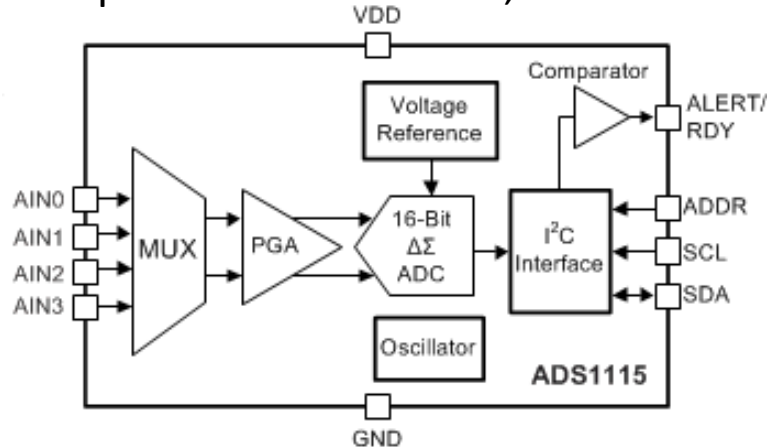 VDD
Comparator
Voltage
Reference
ALERT/
RDY
AIN0
AIN1
AIN2
AIN3
MUX
PGA
16-Bit
ΔΣ
ADC
I²C
Interface
ADDR
SCL
SDA
Oscillator
ADS1115
GND